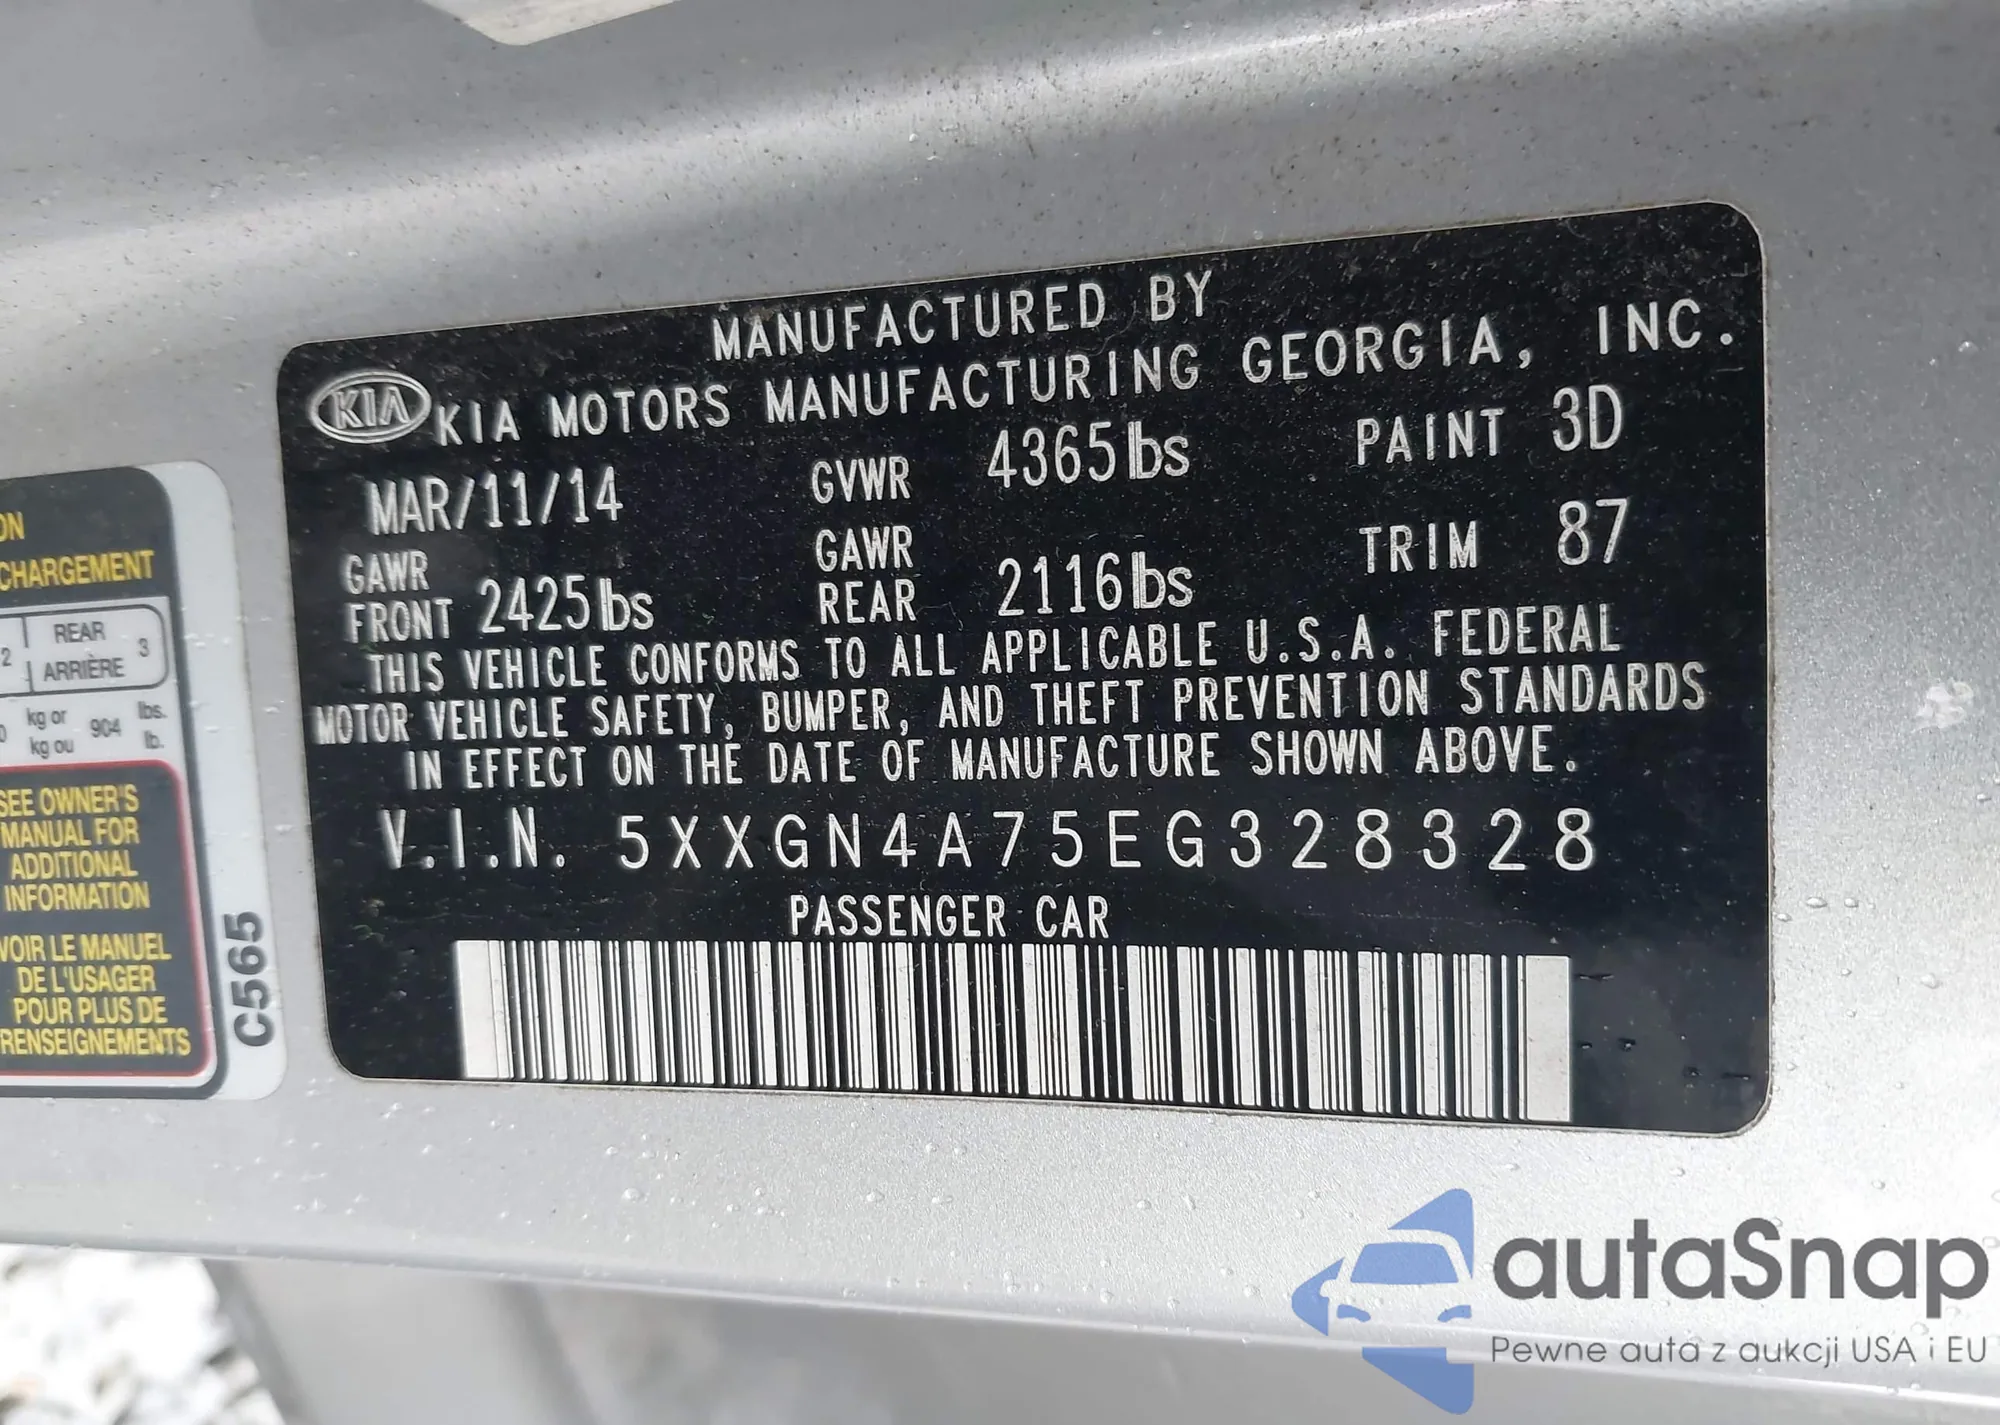 MANUFACTURED BY
KIA KIA MOTORS MANUFACTURING GEORGIA, INC.
MAR/11/14 GVWR 4365lbs PAINT 3D
GAWR FRONT 2425lbs GAWR REAR 2116lbs TRIM 87
THIS VEHICLE CONFORMS TO ALL APPLICABLE U.S.A. FEDERAL
MOTOR VEHICLE SAFETY, BUMPER, AND THEFT PREVENTION STANDARDS
IN EFFECT ON THE DATE OF MANUFACTURE SHOWN ABOVE.
V.I.N. 5XXGN4A75EG328328
PASSENGER CAR
CHARGEMENT
2 REAR 3
ARRIÈRE
kg or 904 lbs.
kg ou lb.
SEE OWNER'S
MANUAL FOR
ADDITIONAL
INFORMATION
VOIR LE MANUEL
DE L'USAGER
POUR PLUS DE
RENSEIGNEMENTS
C565
autaSnap
Pewne auta z aukcji USA i EU